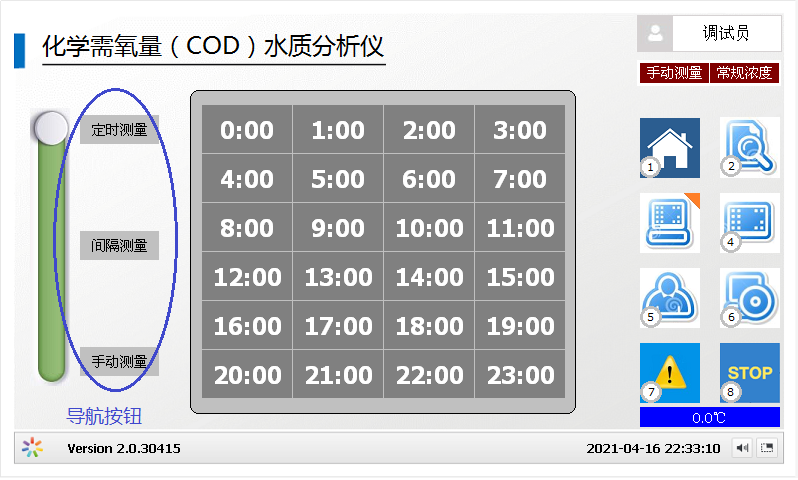 化学需氧量（COD）水质分析仪
调试员
手动测量 常规浓度
定时测量
间隔测量
手动测量
导航按钮
0:00 1:00 2:00 3:00
4:00 5:00 6:00 7:00
8:00 9:00 10:00 11:00
12:00 13:00 14:00 15:00
16:00 17:00 18:00 19:00
20:00 21:00 22:00 23:00
1 2
4
5 6
7 STOP 8
0.0℃
Version 2.0.30415 2021-04-16 22:33:10